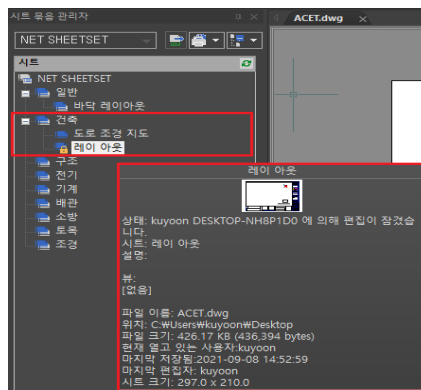 시트 묶음 관리자
ACET.dwg
NET SHEETSET
시트
NET SHEETSET
일반
바닥 레이아웃
건축
도로 조경 지도
레이 아웃
구조
전기
기계
배관
소방
토목
조경
레이 아웃
상태: kuyoon DESKTOP-NH8P1D0 에 의해 편집이 잠겼습
니다.
시트: 레이 아웃
설명:
뷰:
[없음]
파일 이름: ACET.dwg
위치: C:₩Users₩kuyoon₩Desktop
파일 크기: 426.17 KB (436,394 bytes)
현재 열고 있는 사용자:kuyoon
마지막 저장됨:2021-09-08 14:52:59
마지막 편집자: kuyoon
시트 크기: 297.0 x 210.0